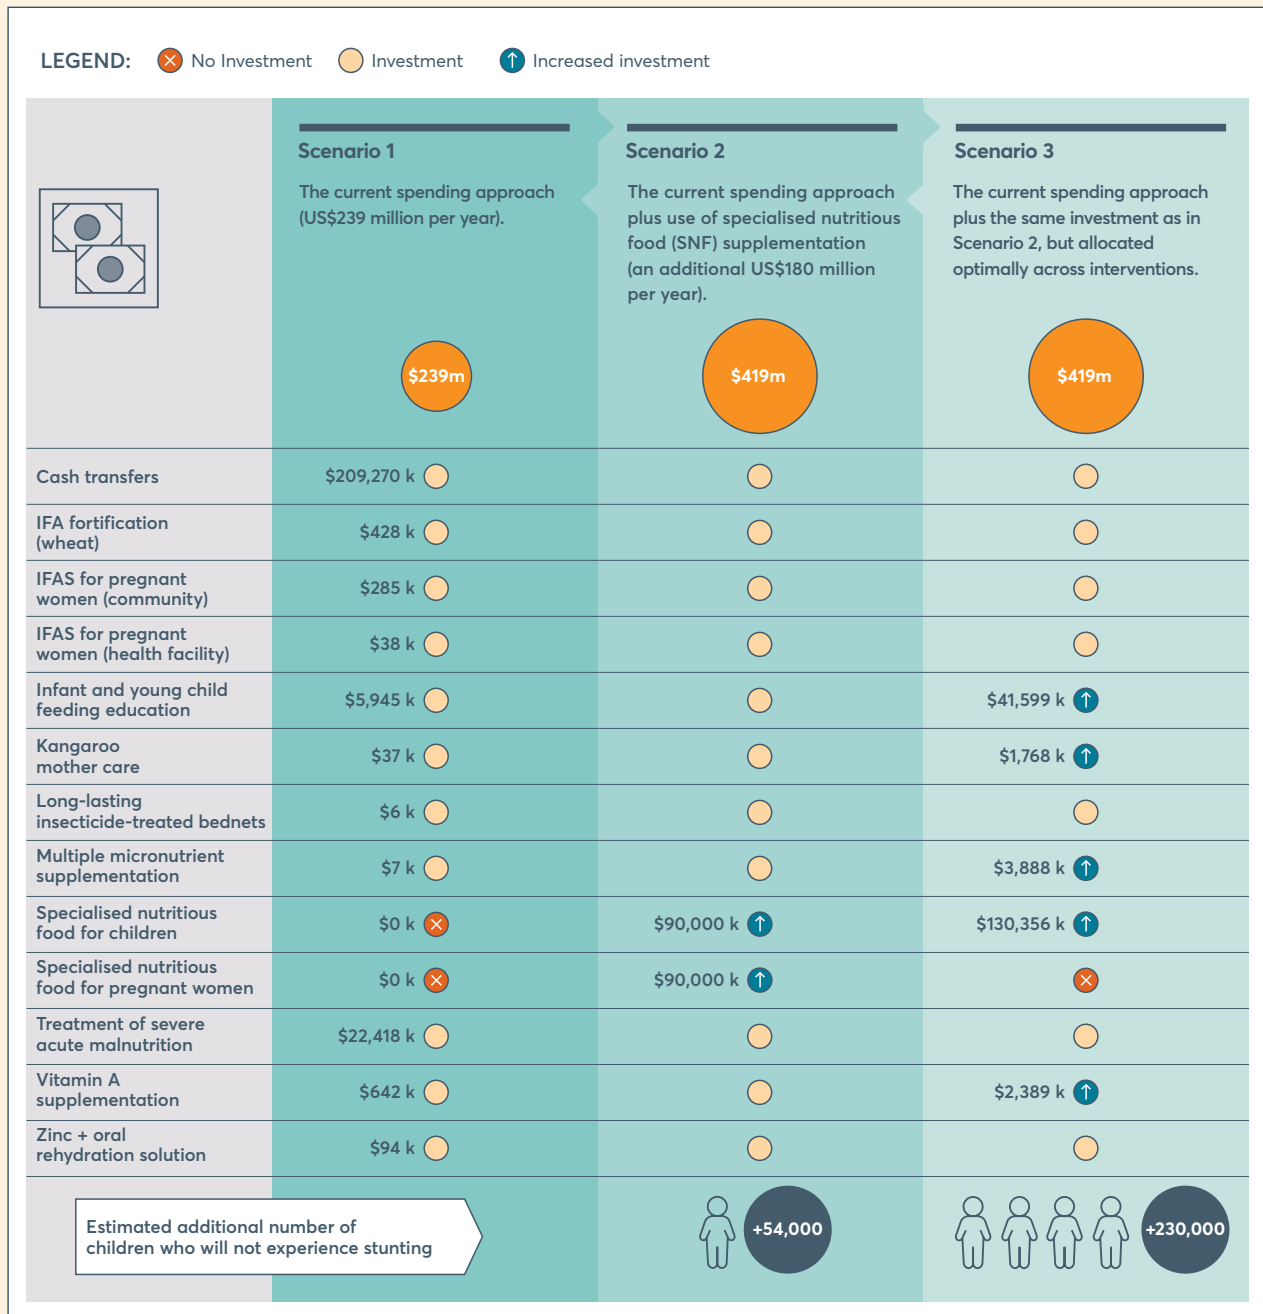 LEGEND: No Investment Investment Increased investment
Scenario 1
The current spending approach
(US$239 million per year).
$239m
Scenario 2
The current spending approach
plus use of specialised nutritious
food (SNF) supplementation
(an additional US$180 million
per year).
$419m
Scenario 3
The current spending approach
plus the same investment as in
Scenario 2, but allocated
optimally across interventions.
$419m
Cash transfers
$209,270 k
IFA fortification
(wheat)
$428 k
IFAS for pregnant
women (community)
$285 k
IFAS for pregnant
women (health facility)
$38 k
Infant and young child
feeding education
$5,945 k
$41,599 k
Kangaroo
mother care
$37 k
$1,768 k
Long-lasting
insecticide-treated bednets
$6 k
Multiple micronutrient
supplementation
$7 k
$3,888 k
Specialised nutritious
food for children
$0 k
$90,000 k
$130,356 k
Specialised nutritious
food for pregnant women
$0 k
$90,000 k
Treatment of severe
acute malnutrition
$22,418 k
Vitamin A
supplementation
$642 k
$2,389 k
Zinc + oral
rehydration solution
$94 k
Estimated additional number of
children who will not experience stunting
+54,000
+230,000